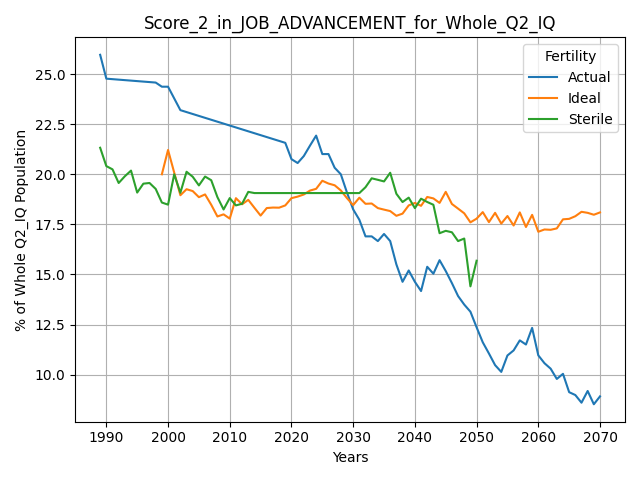 Score_2_in_JOB_ADVANCEMENT_for_Whole_Q2_IQ
Fertility
Actual
Ideal
Sterile
% of Whole Q2_IQ Population
25.0
22.5
20.0
17.5
15.0
12.5
10.0
1990 2000 2010 2020 2030 2040 2050 2060 2070
Years